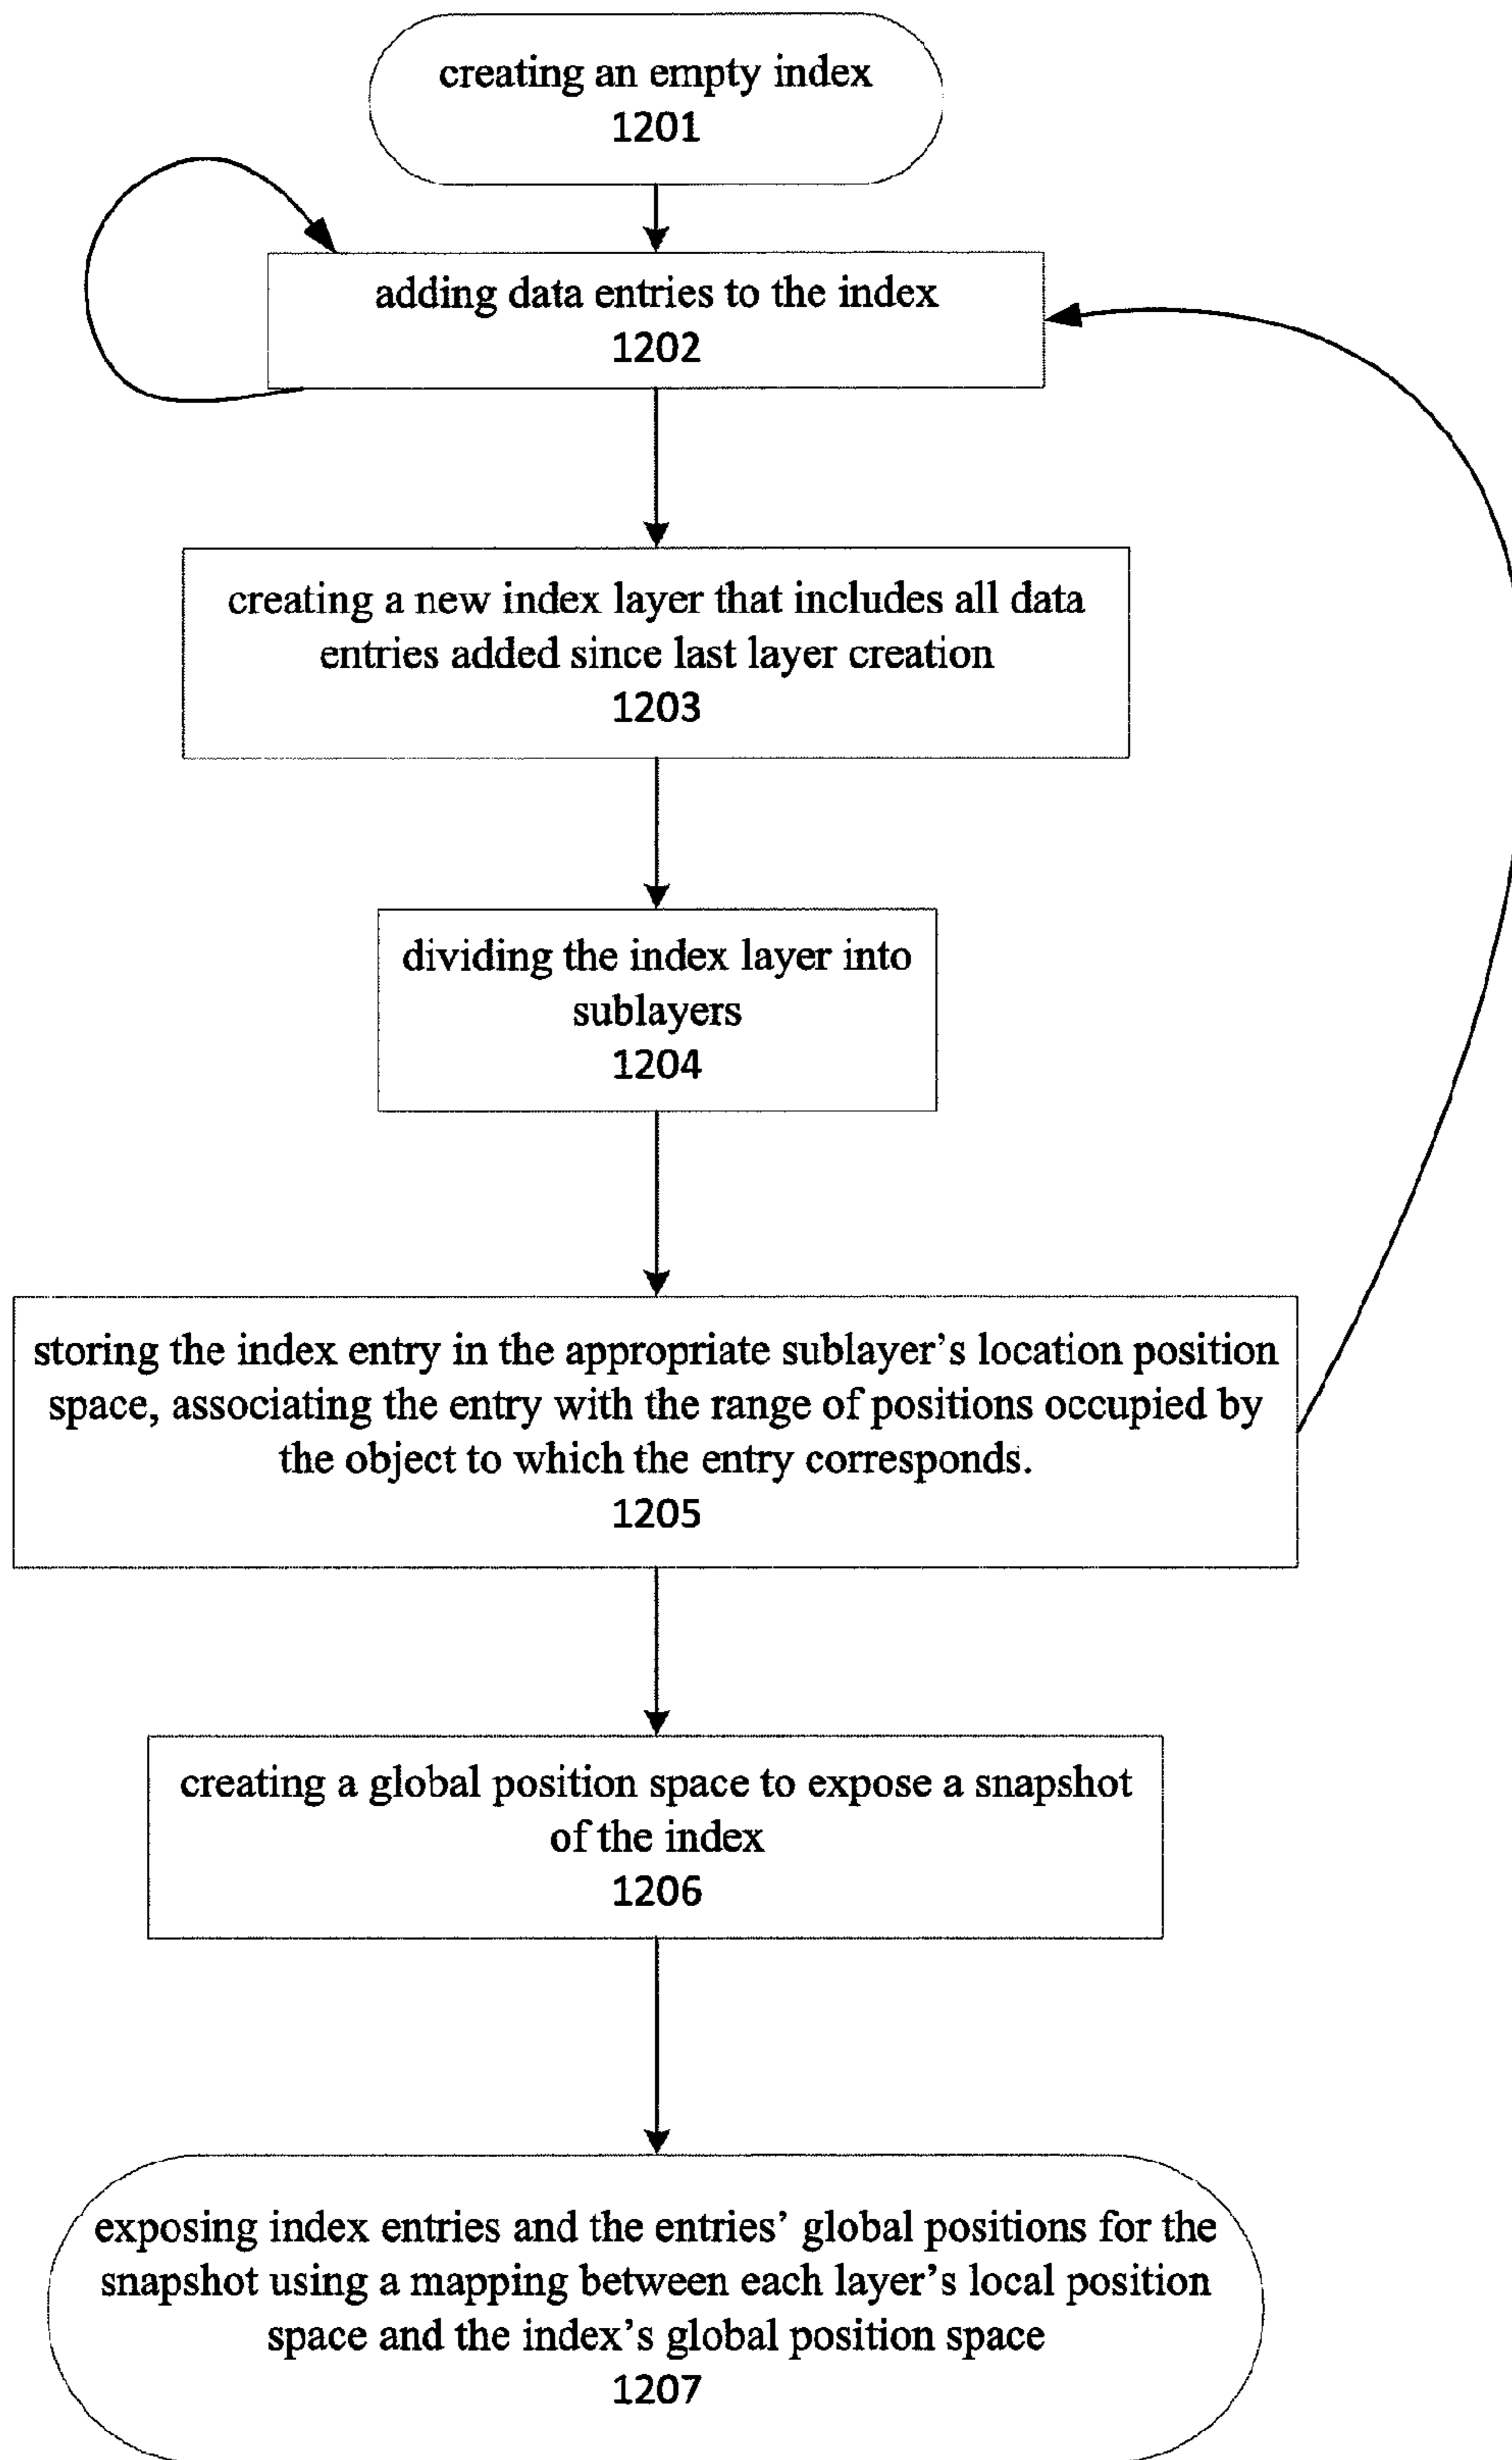 creating an empty index
1201
adding data entries to the index
1202
creating a new index layer that includes all data
entries added since last layer creation
1203
dividing the index layer into
sublayers
1204
storing the index entry in the appropriate sublayer's location position
space, associating the entry with the range of positions occupied by
the object to which the entry corresponds.
1205
creating a global position space to expose a snapshot
of the index
1206
exposing index entries and the entries' global positions for the
snapshot using a mapping between each layer's local position
space and the index's global position space
1207